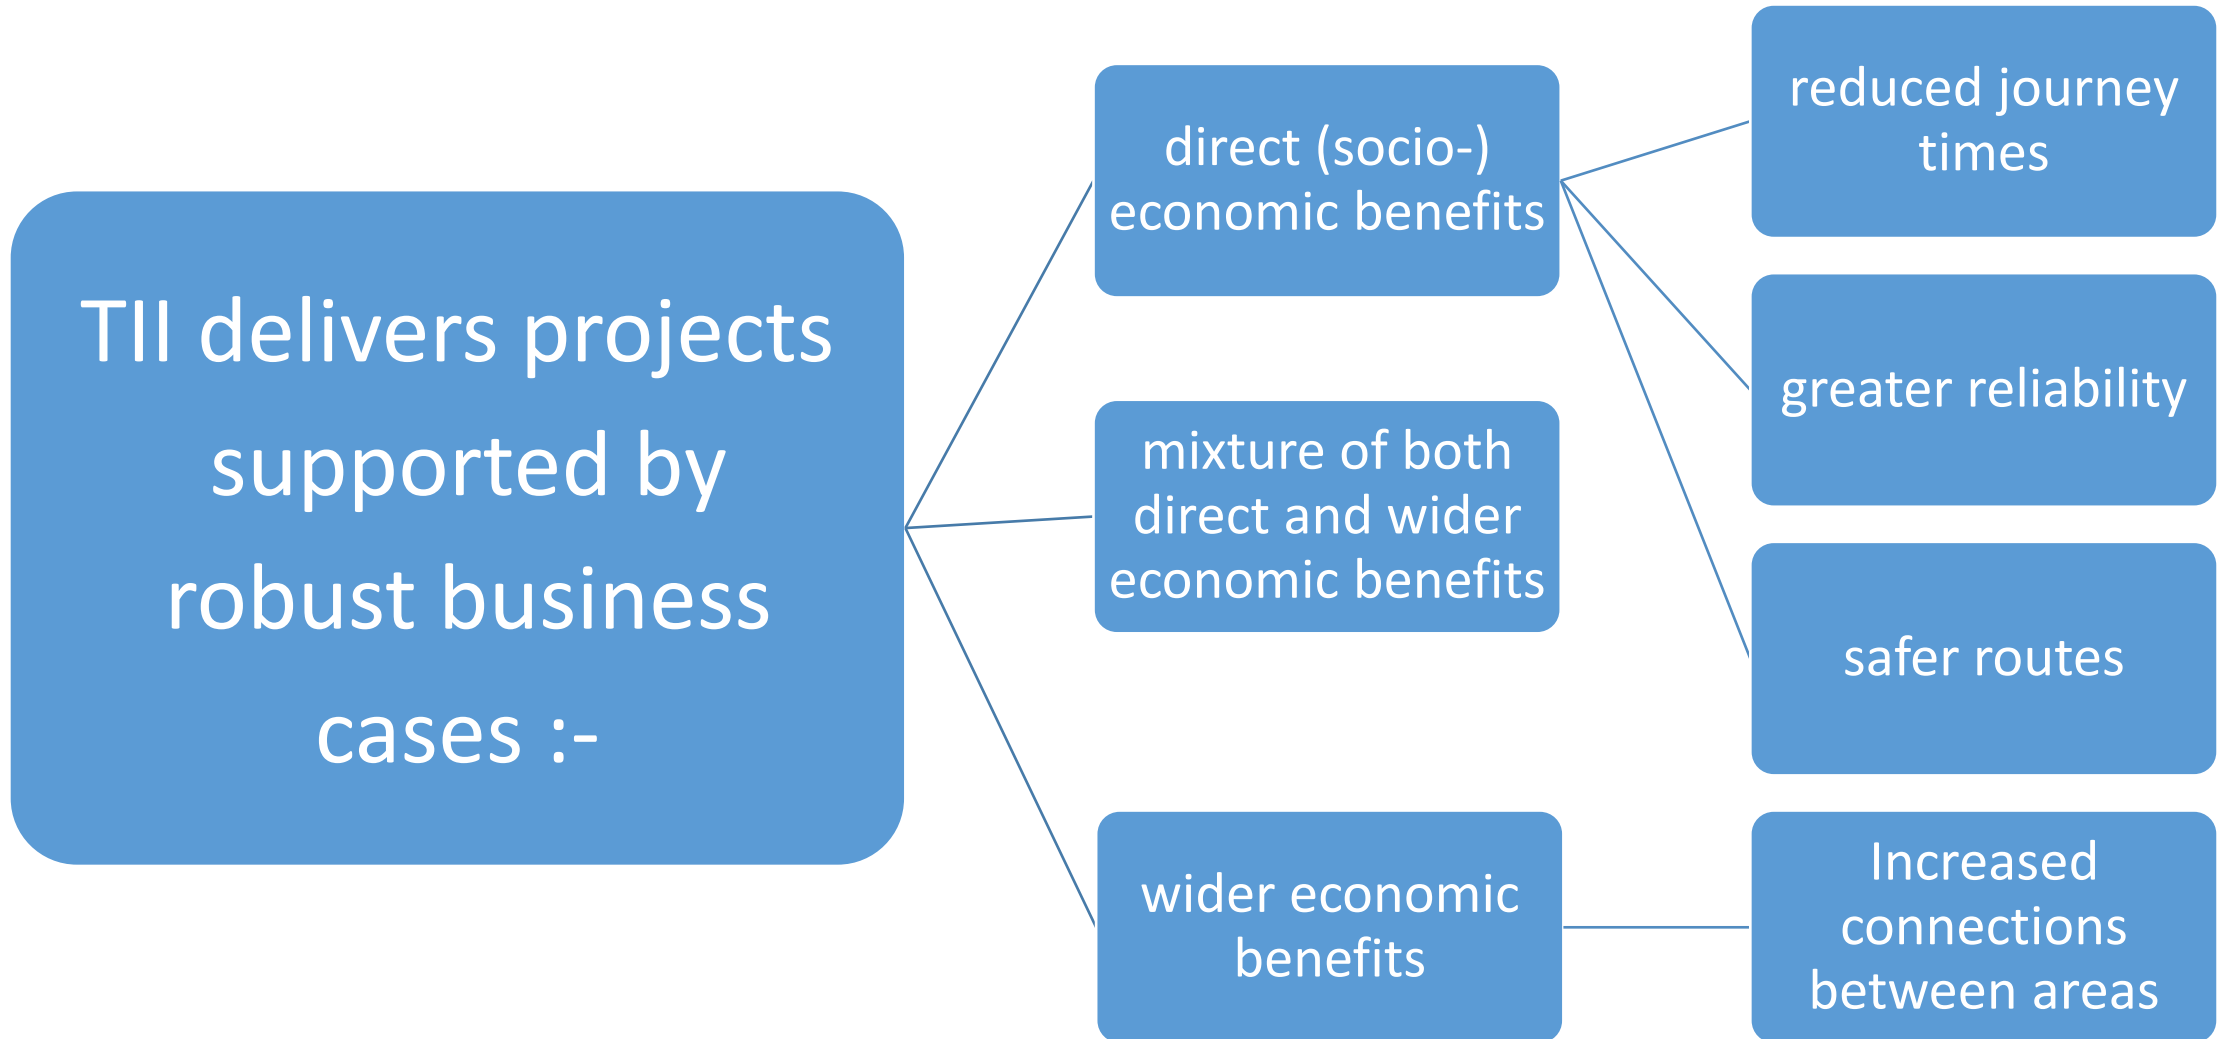 TII delivers projects
supported by
robust business
cases :-
direct (socio-)
economic benefits
reduced journey
times
greater reliability
safer routes
mixture of both
direct and wider
economic benefits
wider economic
benefits
Increased
connections
between areas